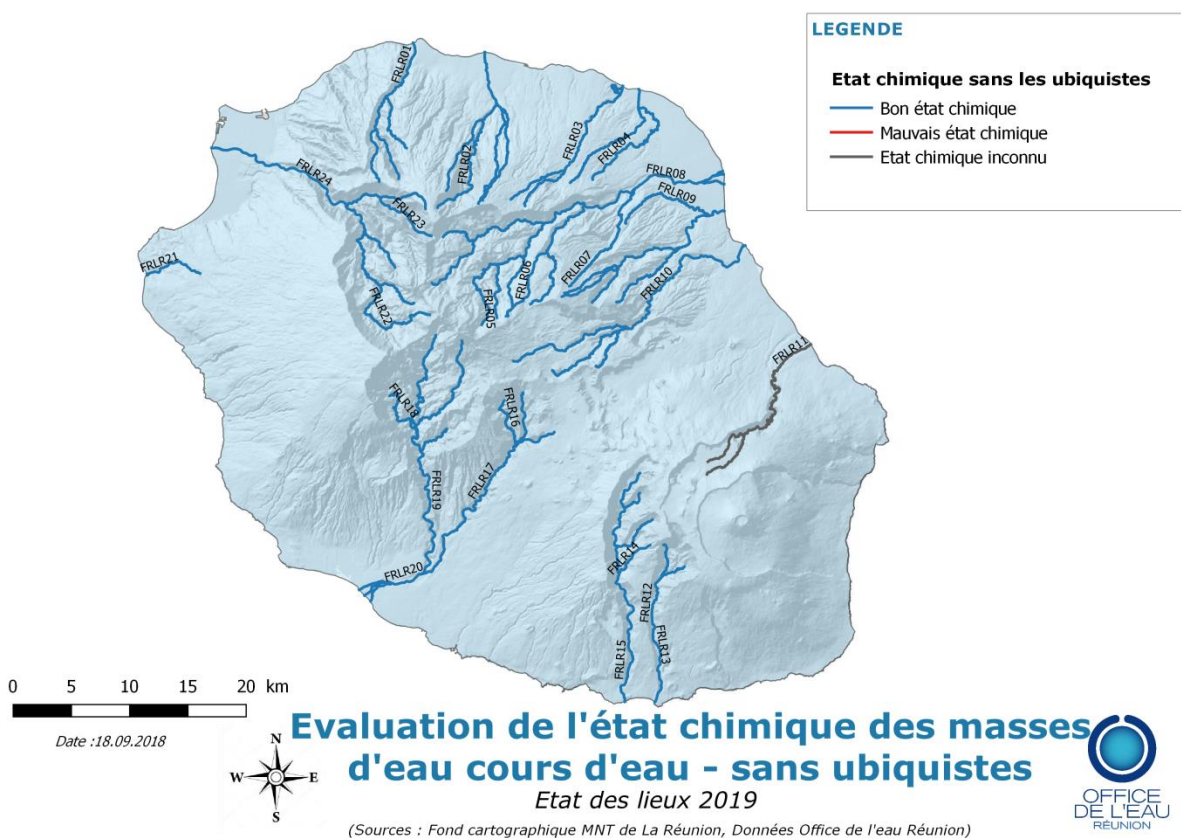 LEGENDE
Etat chimique sans les ubiquistes
Bon état chimique
Mauvais état chimique
Etat chimique inconnu
FRLR01
FRLR02
FRLR03
FRLR04
FRLR08
FRLR09
FRLR24
FRLR23
FRLR21
FRLR22
FRLR05
FRLR06
FRLR07
FRLR10
FRLR11
FRLR18
FRLR16
FRLR19
FRLR17
FRLR20
FRLR14
FRLR12
FRLR15
FRLR13
0 5 10 15 20 km
Date :18.09.2018
N
W E
S
Evaluation de l'état chimique des masses
d'eau cours d'eau - sans ubiquistes
Etat des lieux 2019
(Sources : Fond cartographique MNT de La Réunion, Données Office de l'eau Réunion)
OFFICE
DE L'EAU
RÉUNION